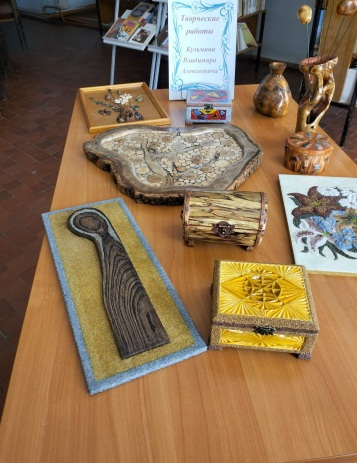 Творческие
работы
Кузьмина
Владимира
Алексеевича